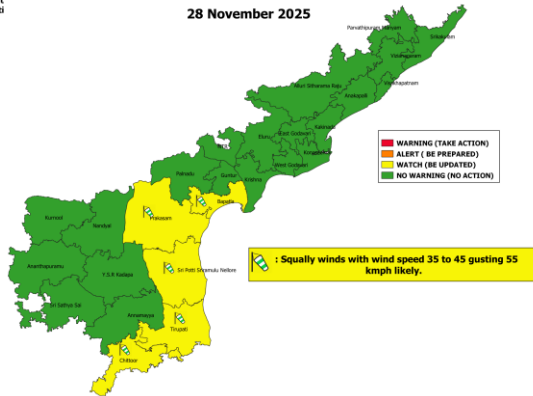 28 November 2025
Parvathipuram Manyam
Srikakulam
Vizianagaram
Visakhapatnam
Alluri Sitharama Raju
Anakapalli
Kakinada
East Godavari
Eluru
Konaseema
West Godavari
NTR
Krishna
Guntur
Palnadu
Bapatla
Prakasam
Kurnool
Nandyal
Ananthapuramu
Y.S.R Kadapa
Sri Potti Sriramulu Nellore
Sri Sathya Sai
Annamayya
Tirupati
Chittoor
WARNING (TAKE ACTION)
ALERT ( BE PREPARED)
WATCH (BE UPDATED)
NO WARNING (NO ACTION)
: Squally winds with wind speed 35 to 45 gusting 55
kmph likely.